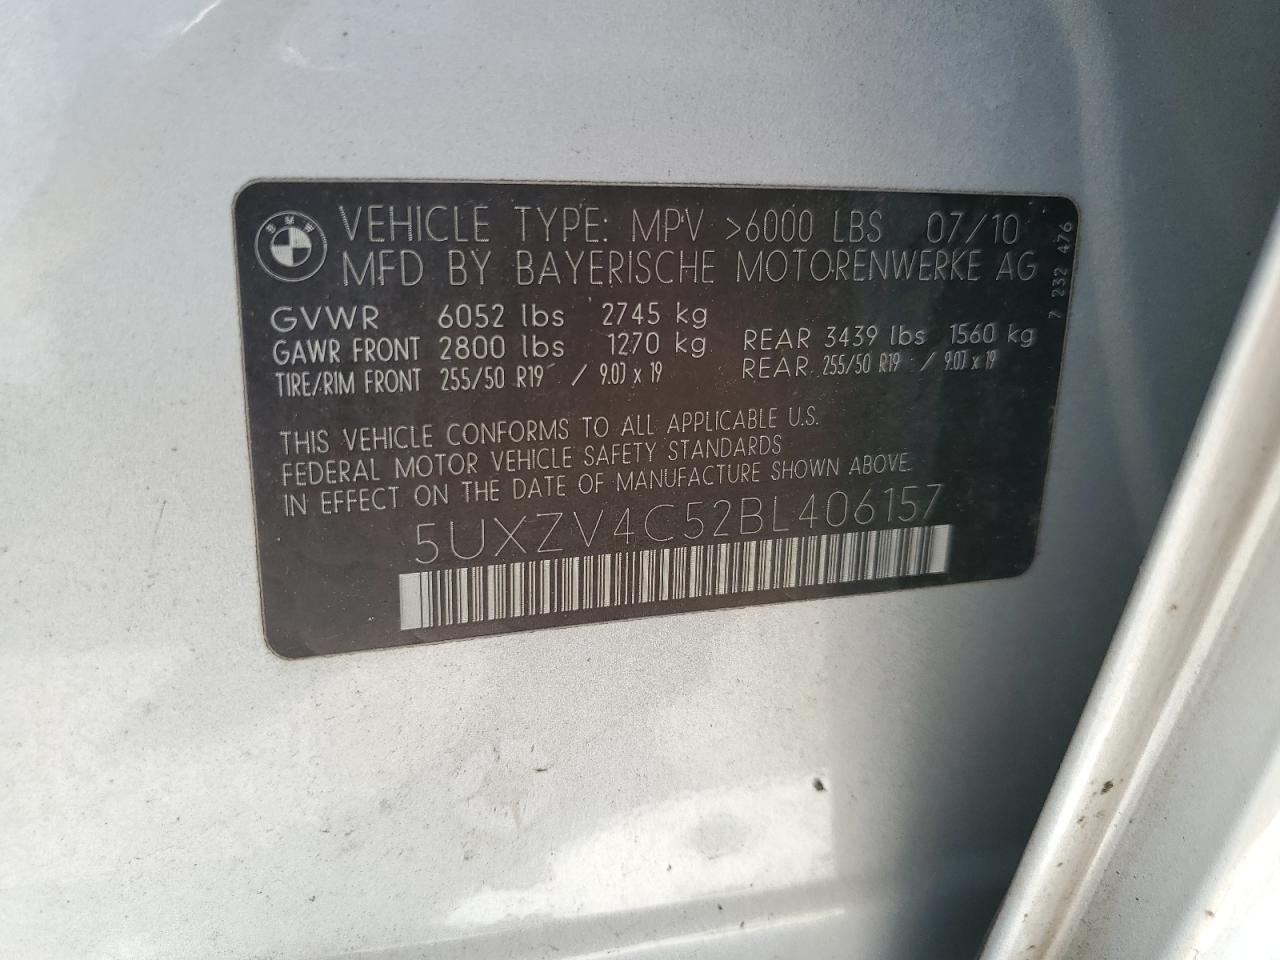 BMW
VEHICLE TYPE: MPV >6000 LBS 07/10
MFD BY BAYERISCHE MOTORENWERKE AG
7 232 476
GVWR 6052 lbs 2745 kg
GAWR FRONT 2800 lbs 1270 kg REAR 3439 lbs 1560 kg
TIRE/RIM FRONT 255/50 R19 / 9.0J x 19 REAR 255/50 R19 / 9.0J x 19
THIS VEHICLE CONFORMS TO ALL APPLICABLE U.S.
FEDERAL MOTOR VEHICLE SAFETY STANDARDS
IN EFFECT ON THE DATE OF MANUFACTURE SHOWN ABOVE.
5UXZV4C52BL406157